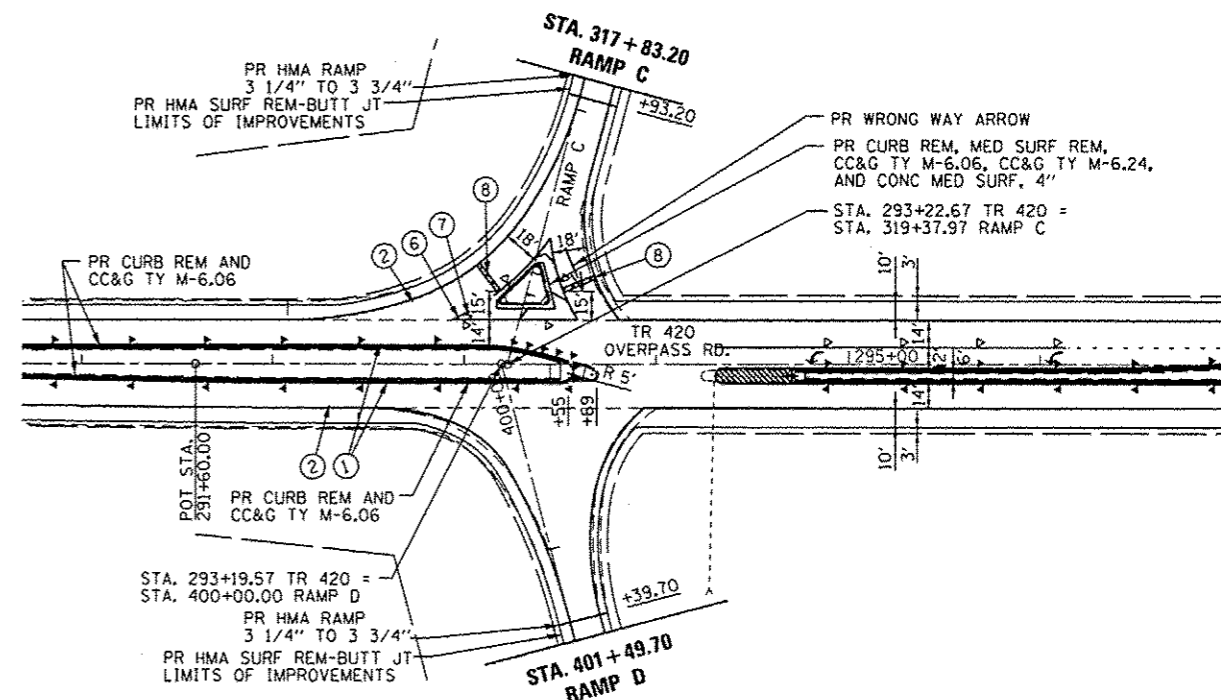 STA. 317 + 83.20
RAMP C
PR HMA RAMP
3 1/4" TO 3 3/4"
PR HMA SURF REM-BUTT JT
LIMITS OF IMPROVEMENTS
+93.20
PR WRONG WAY ARROW
PR CURB REM, MED SURF REM,
CC&G TY M-6.06, CC&G TY M-6.24,
AND CONC MED SURF, 4"
STA. 293+22.67 TR 420 =
STA. 319+37.97 RAMP C
RAMP C
8
7
6
2
18'
18'
8
PR CURB REM AND
CC&G TY M-6.06
15'
14'
15'
10'
3'
14'
TR 420
OVERPASS RD.
295+00
2'
6'
R 5'
400+0
+55
+69
14'
10'
3'
2
1
POT STA.
291+60.00
PR CURB REM AND
CC&G TY M-6.06
STA. 293+19.57 TR 420 =
STA. 400+00.00 RAMP D
PR HMA RAMP
3 1/4" TO 3 3/4"
PR HMA SURF REM-BUTT JT
LIMITS OF IMPROVEMENTS
+39.70
STA. 401 + 49.70
RAMP D